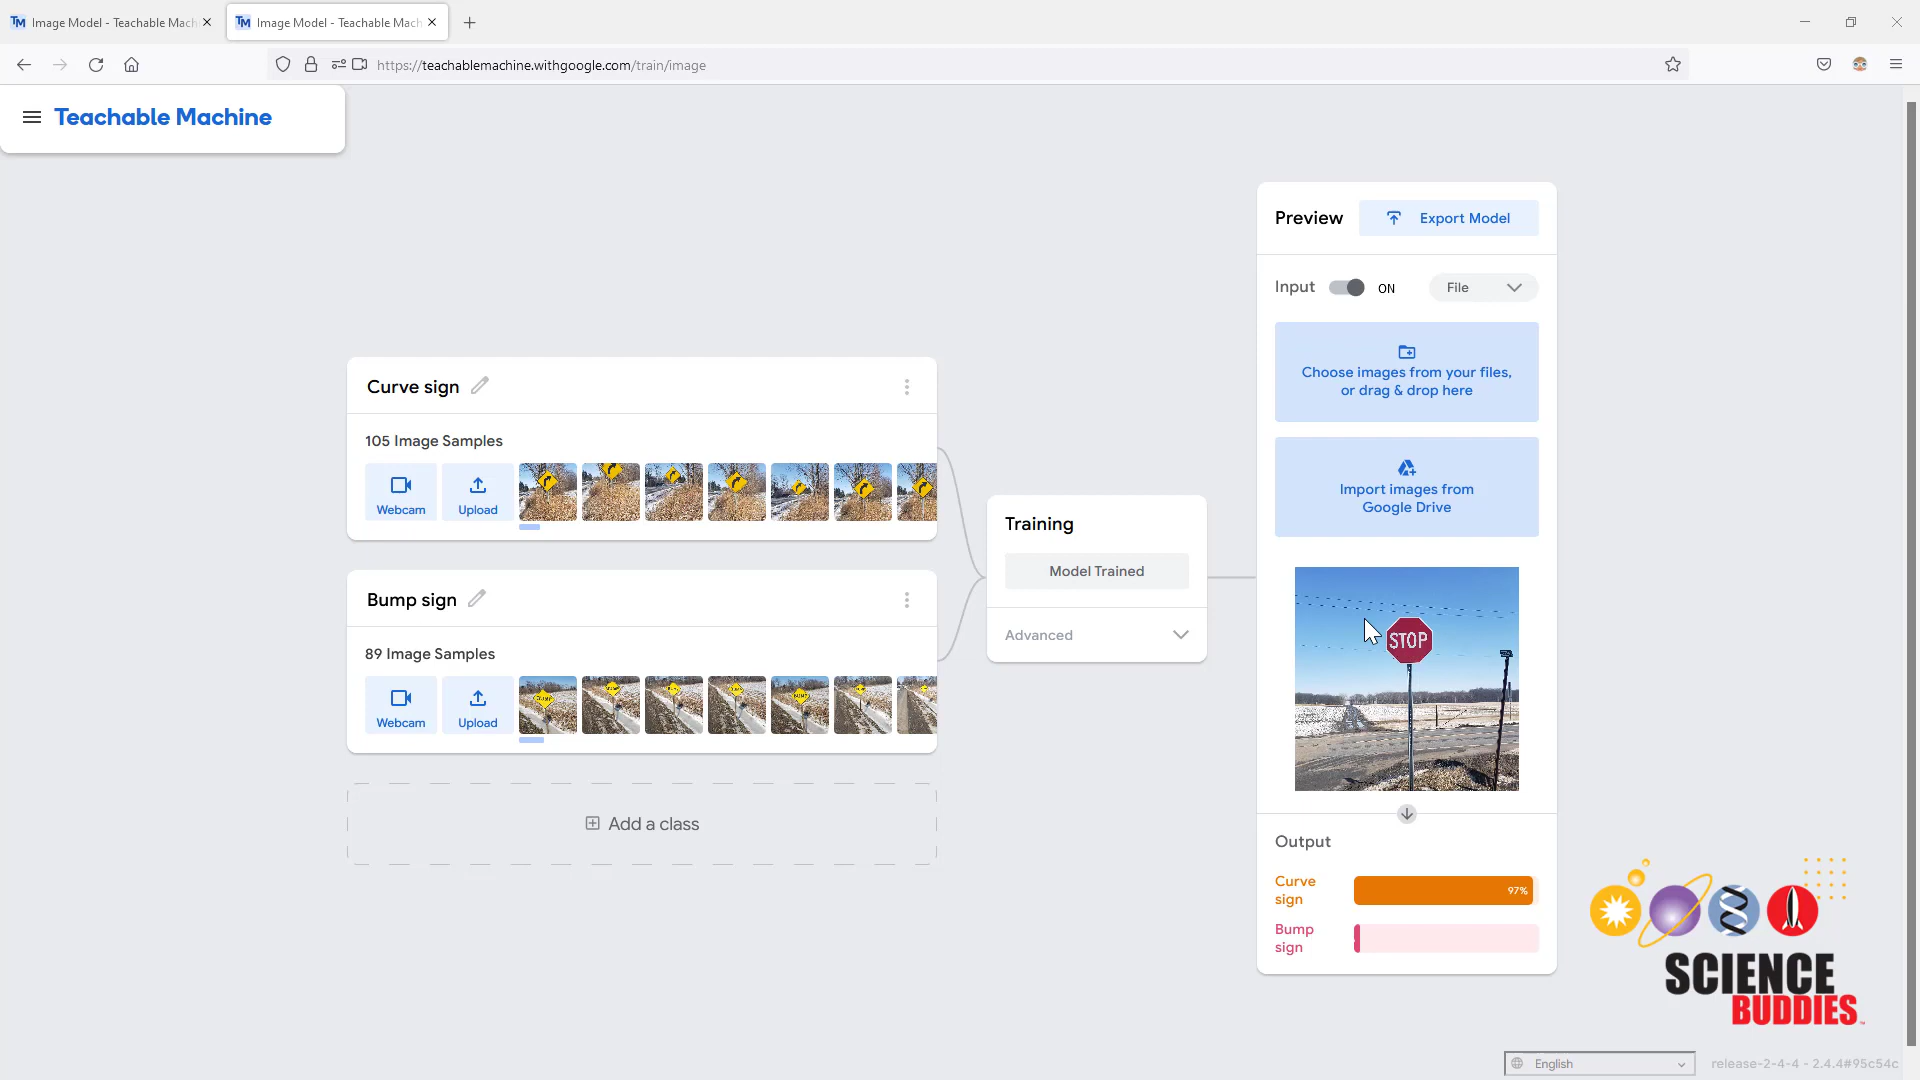 Image Model - Teachable Mach
Image Model - Teachable Mach
https://teachablemachine.withgoogle.com/train/image
Teachable Machine
Preview
Export Model
Input
ON
File
Choose images from your files,
or drag & drop here
Import images from
Google Drive
Curve sign
105 Image Samples
Webcam
Upload
Training
Model Trained
Advanced
Bump sign
89 Image Samples
Webcam
Upload
STOP
Add a class
Output
Curve
sign
97%
Bump
sign
SCIENCE
BUDDIES
English
release-2-4-4 - 2.4.4#95c54c